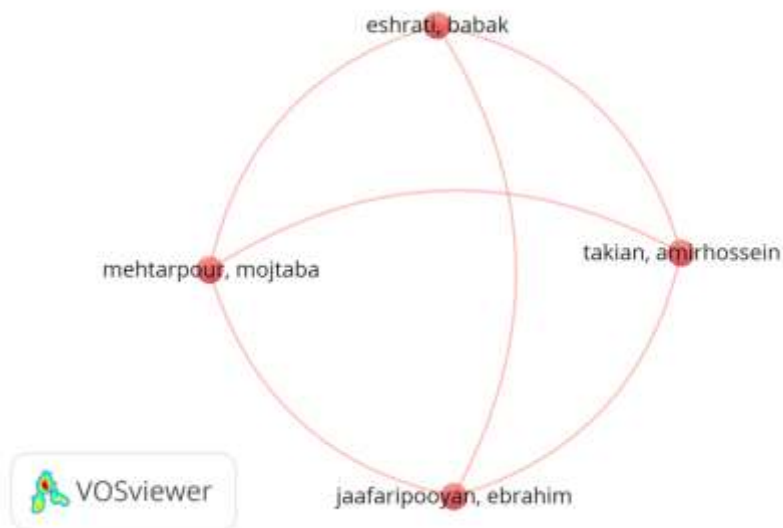 eshrati, babak
takian, amirhossein
mehtarpour, mojtaba
jaafaripooyan, ebrahim
VOSviewer